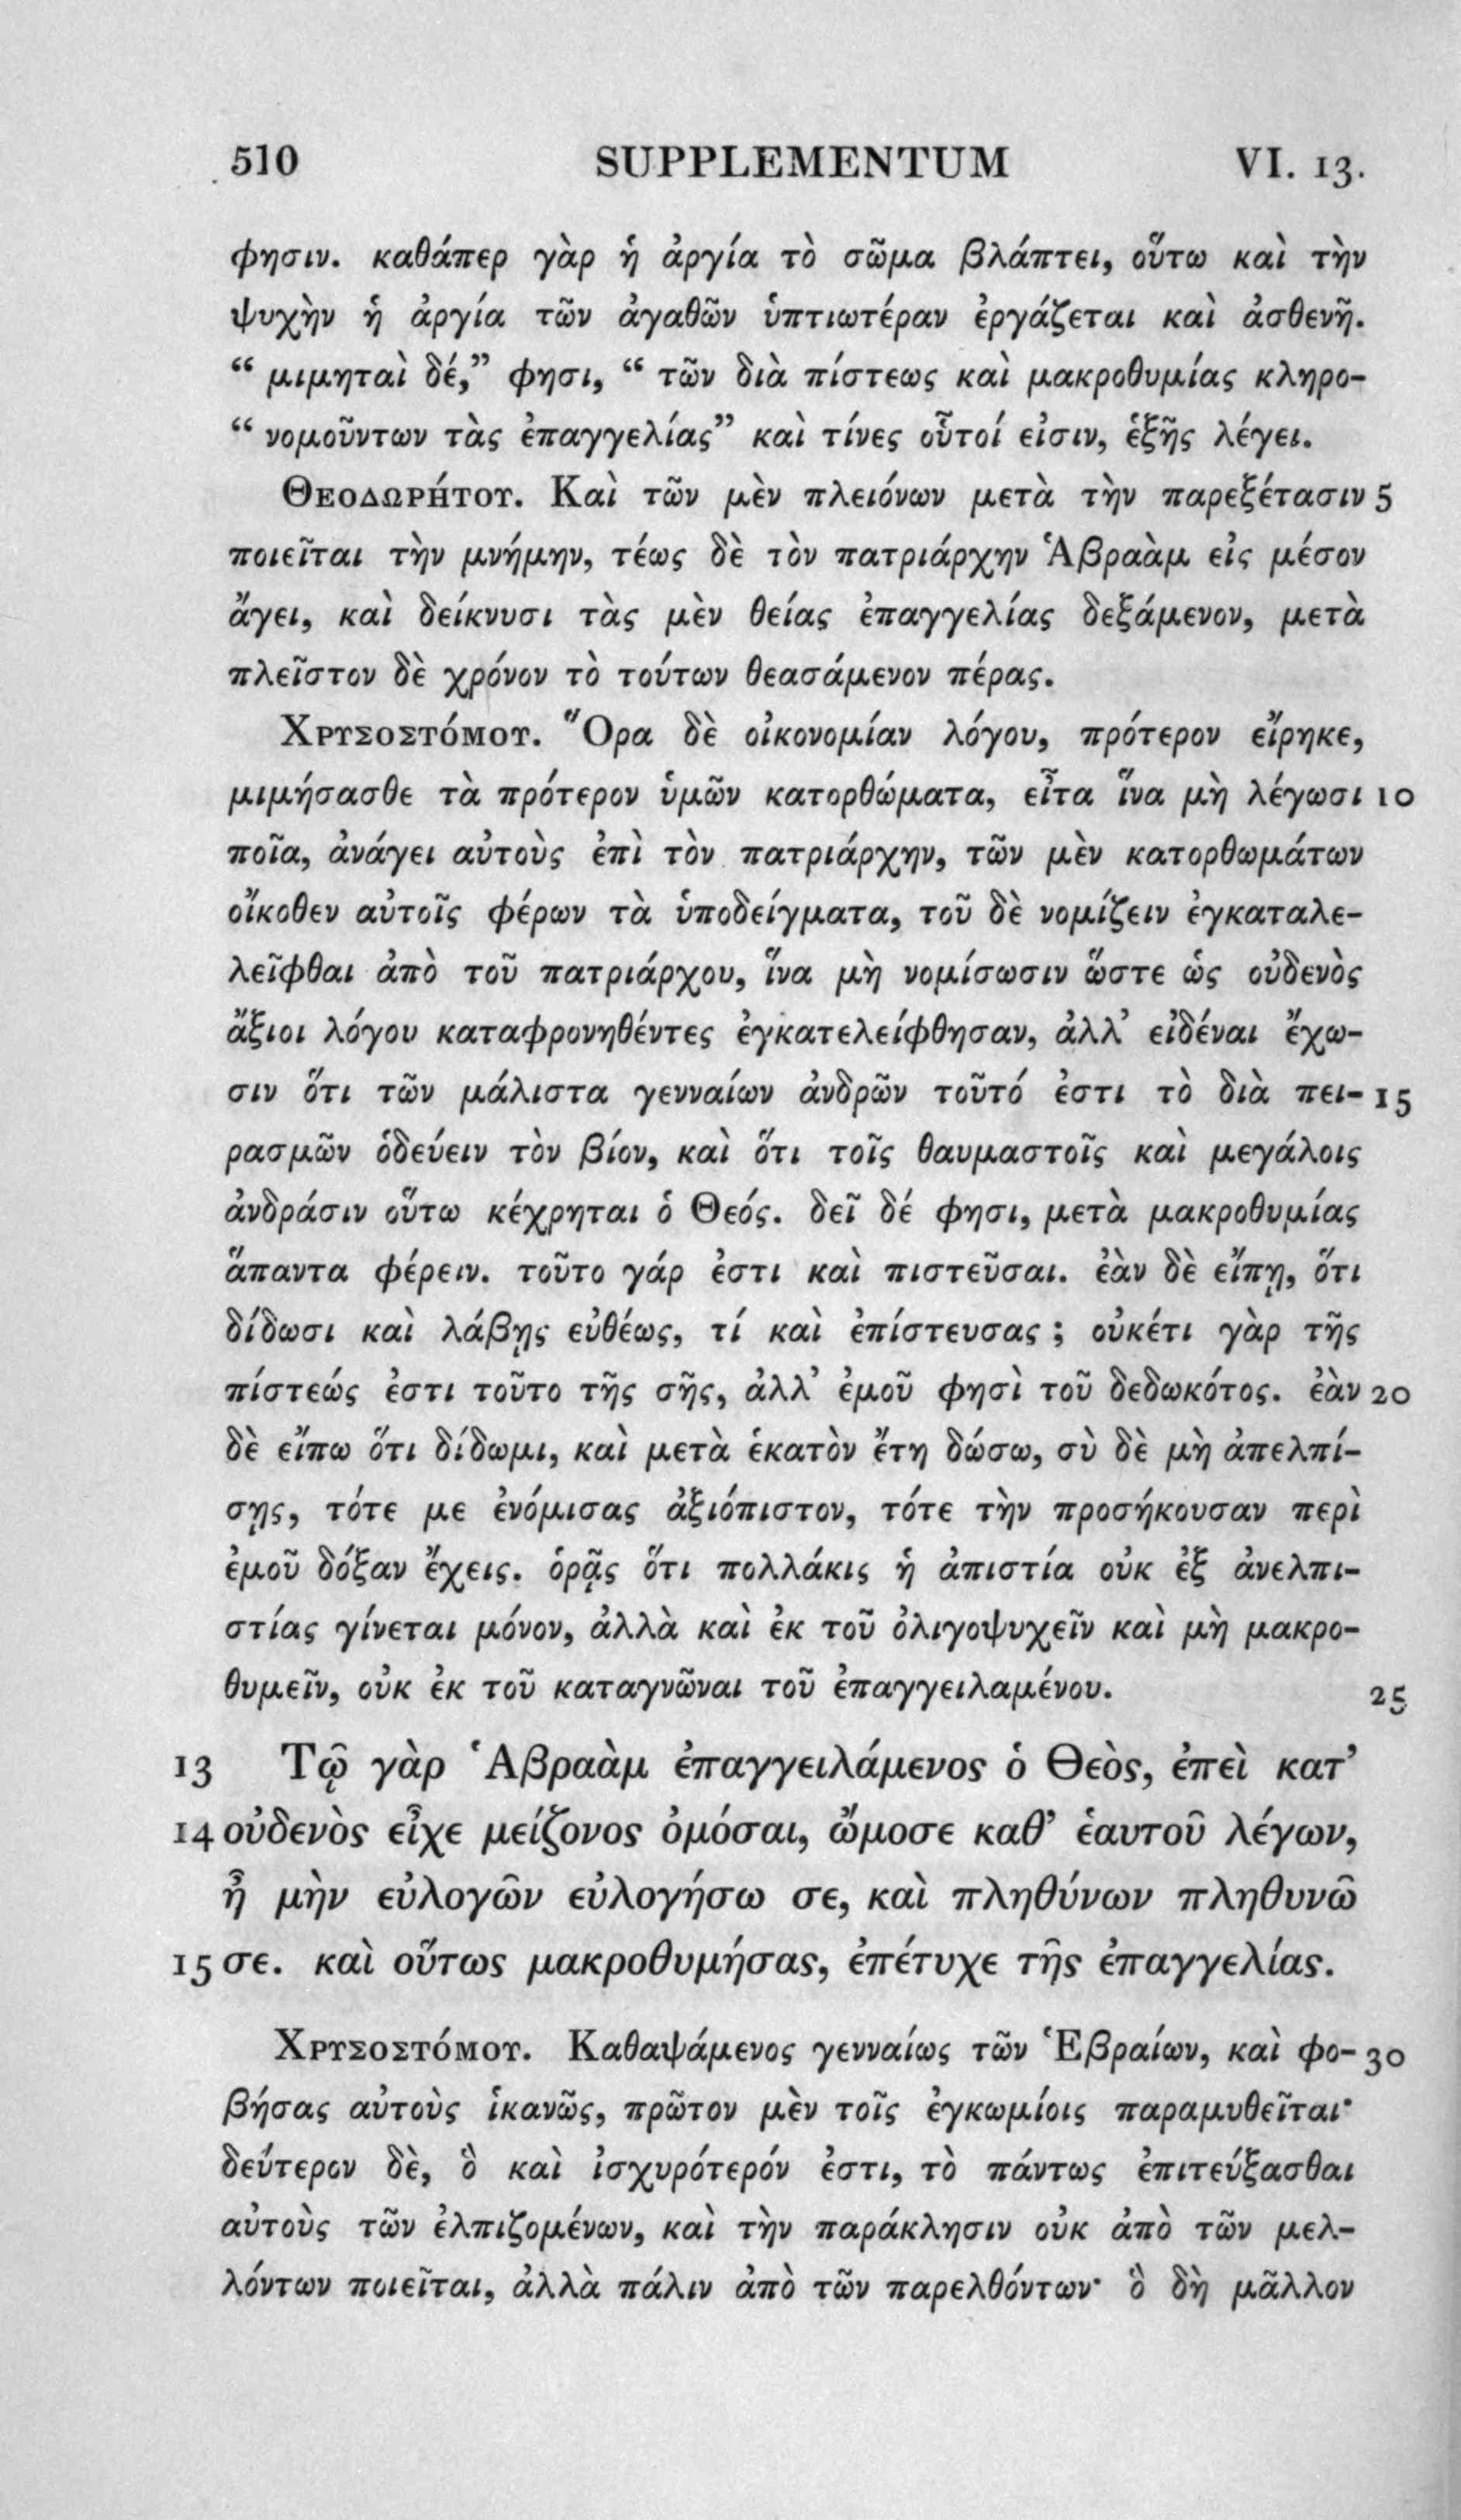 510 SUPPLEMENTUM VI. 13.
φησιν. καθάπερ γὰρ ἡ ἀργία τὸ σῶμα βλάπτει, οὕτω καὶ τὴν
ψυχὴν ἡ ἀργία τῶν ἀγαθῶν ὑπτιωτέραν ἐργάζεται καὶ ἀσθενῆ.
“ μιμηταὶ δέ,” φησι, “ τῶν διὰ πίστεως καὶ μακροθυμίας κληρο-
“ νομοῦντων τὰς ἐπαγγελίας” καὶ τίνες οὗτοί εἰσιν, ἑξῆς λέγει.
ΘΕΟΔΩΡΉΤΟΥ. Καὶ τῶν μὲν πλειόνων μετὰ τὴν παρεξέτασιν 5
ποιεῖται τὴν μνήμην, τέως δὲ τὸν πατριάρχην Ἁβραὰμ εἰς μέσον
ἄγει, καὶ δείκνυσι τὰς μὲν θείας ἐπαγγελίας δεξάμενον, μετὰ
πλεῖστον δὲ χρόνον τὸ τούτων θεασάμενον πέρας.
ΧΡΥΣΟΣΤΌΜΟΥ. Ὅρα δὲ οἰκονομίαν λόγου, πρότερον εἴρηκε,
μιμήσασθε τὰ πρότερον ὑμῶν κατορθώματα, εἶτα ἵνα μὴ λέγωσι 10
ποῖα, ἀνάγει αὐτοὺς ἐπὶ τὸν πατριάρχην, τῶν μὲν κατορθωμάτων
οἴκοθεν αὐτοῖς φέρων τὰ ὑποδείγματα, τοῦ δὲ νομίζειν ἐγκαταλε-
λεῖφθαι ἀπὸ τοῦ πατριάρχου, ἵνα μὴ νομίσωσιν ὥστε ὡς οὐδενὸς
ἄξιοι λόγου καταφρονηθέντες ἐγκατελείφθησαν, ἀλλ’ εἰδέναι ἔχω-
σιν ὅτι τῶν μάλιστα γενναίων ἀνδρῶν τοῦτό ἐστι τὸ διὰ πει- 15
ρασμῶν ὁδεύειν τὸν βίον, καὶ ὅτι τοῖς θαυμαστοῖς καὶ μεγάλοις
ἀνδράσιν οὕτω κέχρηται ὁ Θεός. δεῖ δέ φησι, μετὰ μακροθυμίας
ἅπαντα φέρειν. τοῦτο γάρ ἐστι καὶ πιστεῦσαι. ἐὰν δὲ εἴπῃ, ὅτι
δίδωσι καὶ λάβῃς εὐθέως, τί καὶ ἐπίστευσας ; οὐκέτι γὰρ τῆς
πίστεώς ἐστι τοῦτο τῆς σῆς, ἀλλ’ ἐμοῦ φησὶ τοῦ δεδωκότος. ἐὰν 20
δὲ εἴπω ὅτι δίδωμι, καὶ μετὰ ἑκατὸν ἔτη δώσω, σὺ δὲ μὴ ἀπελπί-
σῃς, τότε με ἐνόμισας ἀξιόπιστον, τότε τὴν προσήκουσαν περὶ
ἐμοῦ δόξαν ἔχεις. ὁρᾷς ὅτι πολλάκις ἡ ἀπιστία οὐκ ἐξ ἀνελπι-
στίας γίνεται μόνον, ἀλλὰ καὶ ἐκ τοῦ ὀλιγοψυχεῖν καὶ μὴ μακρο-
θυμεῖν, οὐκ ἐκ τοῦ καταγνῶναι τοῦ ἐπαγγειλαμένου. 25
13 Τῷ γὰρ Ἁβραὰμ ἐπαγγειλάμενος ὁ Θεὸς, ἐπεὶ κατ’
14 οὐδενὸς εἶχε μείζονος ὀμόσαι, ὤμοσε καθ’ ἑαυτοῦ λέγων,
ἦ μὴν εὐλογῶν εὐλογήσω σε, καὶ πληθύνων πληθυνῶ
15 σε. καὶ οὕτως μακροθυμήσας, ἐπέτυχε τῆς ἐπαγγελίας.
ΧΡΥΣΟΣΤΌΜΟΥ. Καθαψάμενος γενναίως τῶν Ἑβραίων, καὶ φο- 30
βήσας αὐτοὺς ἱκανῶς, πρῶτον μὲν τοῖς ἐγκωμίοις παραμυθεῖται·
δεύτερον δὲ, ὃ καὶ ἰσχυρότερόν ἐστι, τὸ πάντως ἐπιτεύξασθαι
αὐτοὺς τῶν ἐλπιζομένων, καὶ τὴν παράκλησιν οὐκ ἀπὸ τῶν μελ-
λόντων ποιεῖται, ἀλλὰ πάλιν ἀπὸ τῶν παρελθόντων· ὃ δὴ μᾶλλον